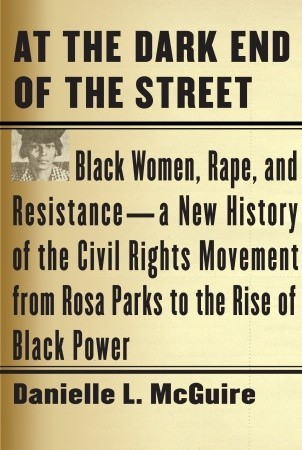 AT THE DARK END
OF THE STREET
Black Women, Rape, and
Resistance—a New History
of the Civil Rights Movement
from Rosa Parks to the Rise of
Black Power
Danielle L. McGuire